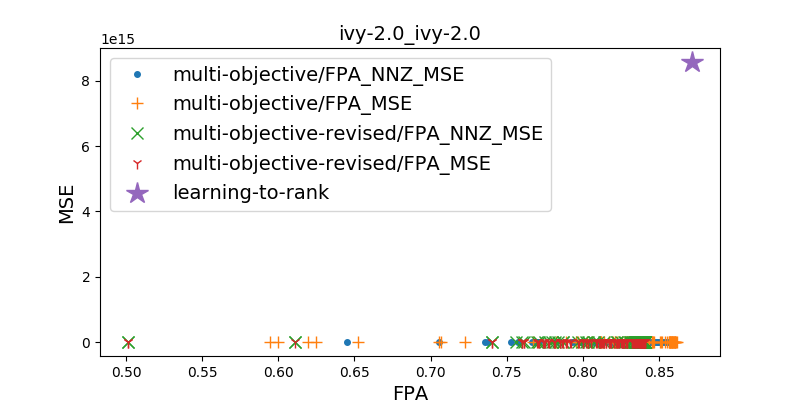 ivy-2.0_ivy-2.0
1e15
multi-objective/FPA_NNZ_MSE
multi-objective/FPA_MSE
multi-objective-revised/FPA_NNZ_MSE
multi-objective-revised/FPA_MSE
learning-to-rank
MSE
8
6
4
2
0
0.50 0.55 0.60 0.65 0.70 0.75 0.80 0.85
FPA